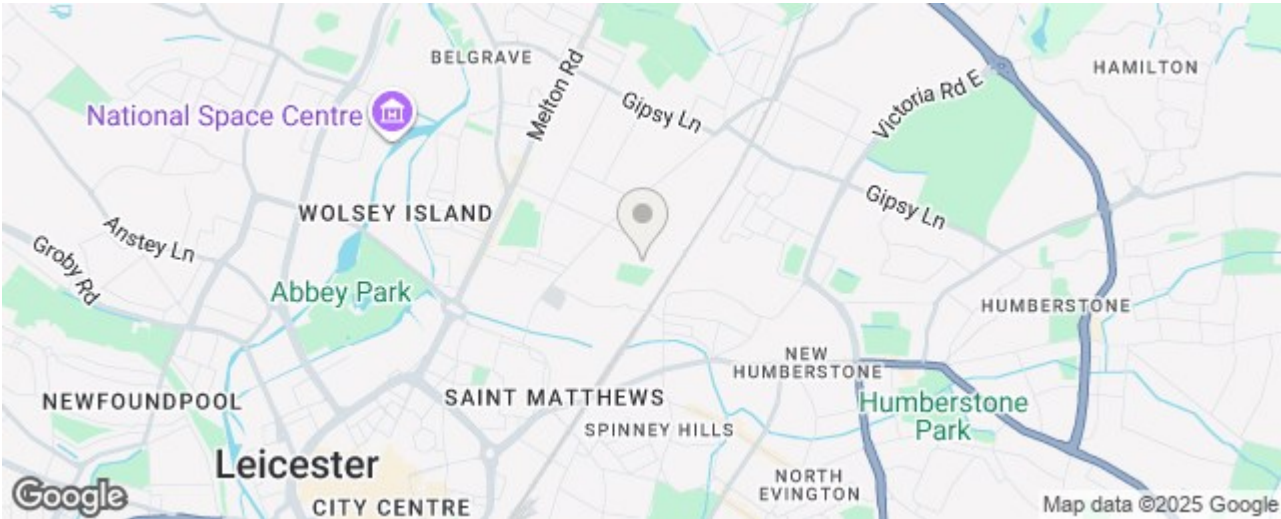 BELGRAVE
Melton Rd
HAMILTON
Victoria Rd E
National Space Centre
Gipsy Ln
WOLSEY ISLAND
Gipsy Ln
Anstey Ln
Groby Rd
Abbey Park
HUMBERSTONE
NEW
HUMBERSTONE
NEWFOUNDPOOL
SAINT MATTHEWS
Humberstone
Park
SPINNEY HILLS
Leicester
NORTH
EVINGTON
CITY CENTRE
Google
Map data ©2025 Google